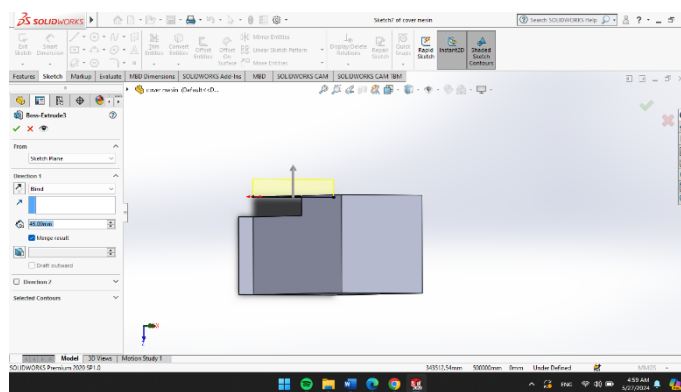 SOLIDWORKS
Sketch7 of cover mesin
Search SOLIDWORKS Help
Exit Sketch
Smart Dimension
Trim Entities
Convert Entities
Offset Entities
Offset On Surface
Mirror Entities
Linear Sketch Pattern
Move Entities
Display/Delete Relations
Repair Sketch
Quick Snaps
Rapid Sketch
Instant2D
Shaded Sketch Contours
Features Sketch Markup Evaluate MBD Dimensions SOLIDWORKS Add-Ins MBD SOLIDWORKS CAM SOLIDWORKS CAM TBM
cover mesin (Default<<D...
Boss-Extrude3
From
Sketch Plane
Direction 1
Blind
45.00mm
Merge result
Draft outward
Direction 2
Selected Contours
Model 3D Views Motion Study 1
SOLIDWORKS Premium 2020 SP1.0
343512.54mm 500000mm 0mm Under Defined MMGS
ENG
4:59 AM
5/27/2024